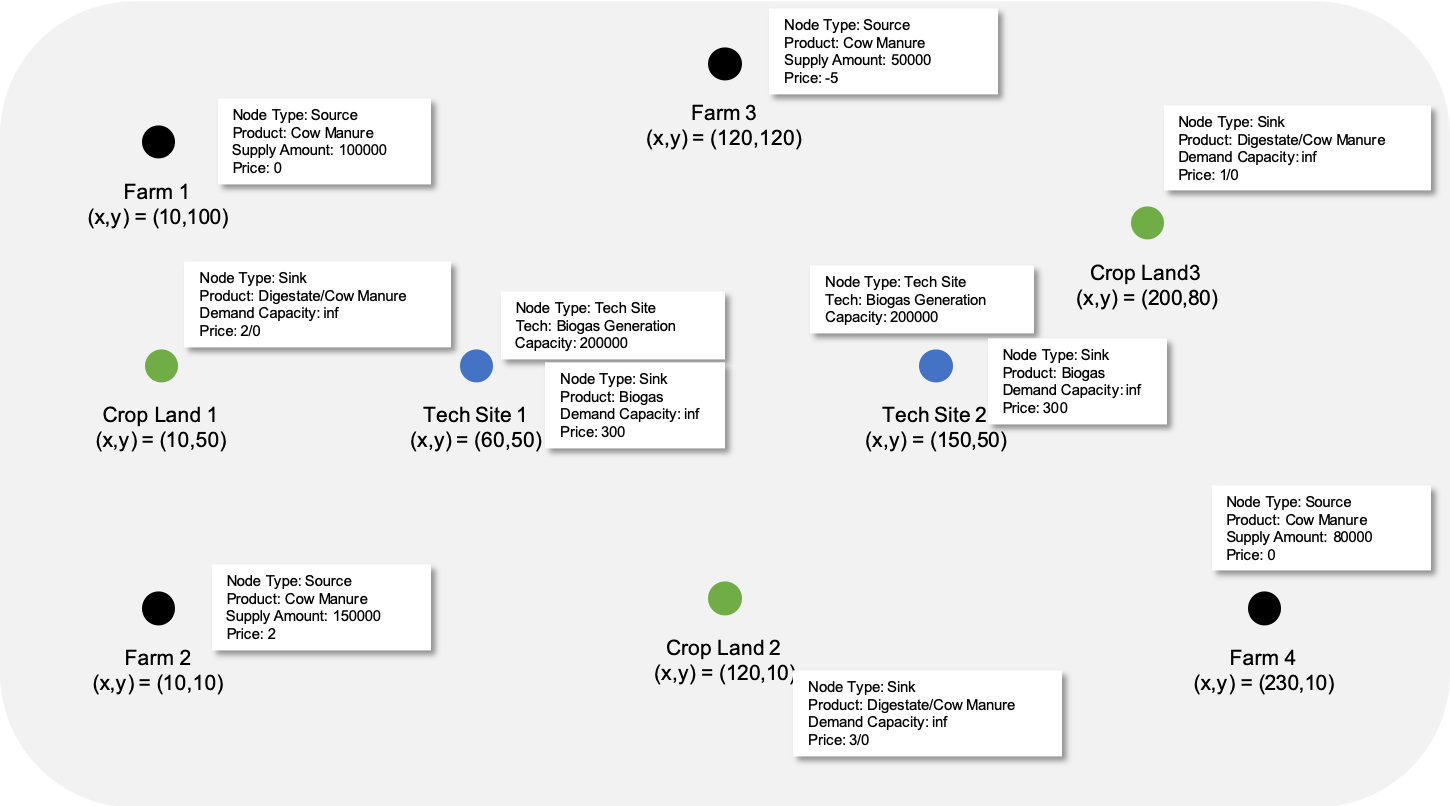 Node Type: Source
Product: Cow Manure
Supply Amount: 50000
Price: -5
Farm 3
(x,y) = (120,120)
Node Type: Source
Product: Cow Manure
Supply Amount: 100000
Price: 0
Farm 1
(x,y) = (10,100)
Node Type: Sink
Product: Digestate/Cow Manure
Demand Capacity: inf
Price: 1/0
Crop Land3
(x,y) = (200,80)
Node Type: Sink
Product: Digestate/Cow Manure
Demand Capacity: inf
Price: 2/0
Crop Land 1
(x,y) = (10,50)
Node Type: Tech Site
Tech: Biogas Generation
Capacity: 200000
Node Type: Sink
Product: Biogas
Demand Capacity: inf
Price: 300
Tech Site 1
(x,y) = (60,50)
Node Type: Tech Site
Tech: Biogas Generation
Capacity: 200000
Node Type: Sink
Product: Biogas
Demand Capacity: inf
Price: 300
Tech Site 2
(x,y) = (150,50)
Node Type: Source
Product: Cow Manure
Supply Amount: 150000
Price: 2
Farm 2
(x,y) = (10,10)
Crop Land 2
(x,y) = (120,10)
Node Type: Sink
Product: Digestate/Cow Manure
Demand Capacity: inf
Price: 3/0
Node Type: Source
Product: Cow Manure
Supply Amount: 80000
Price: 0
Farm 4
(x,y) = (230,10)